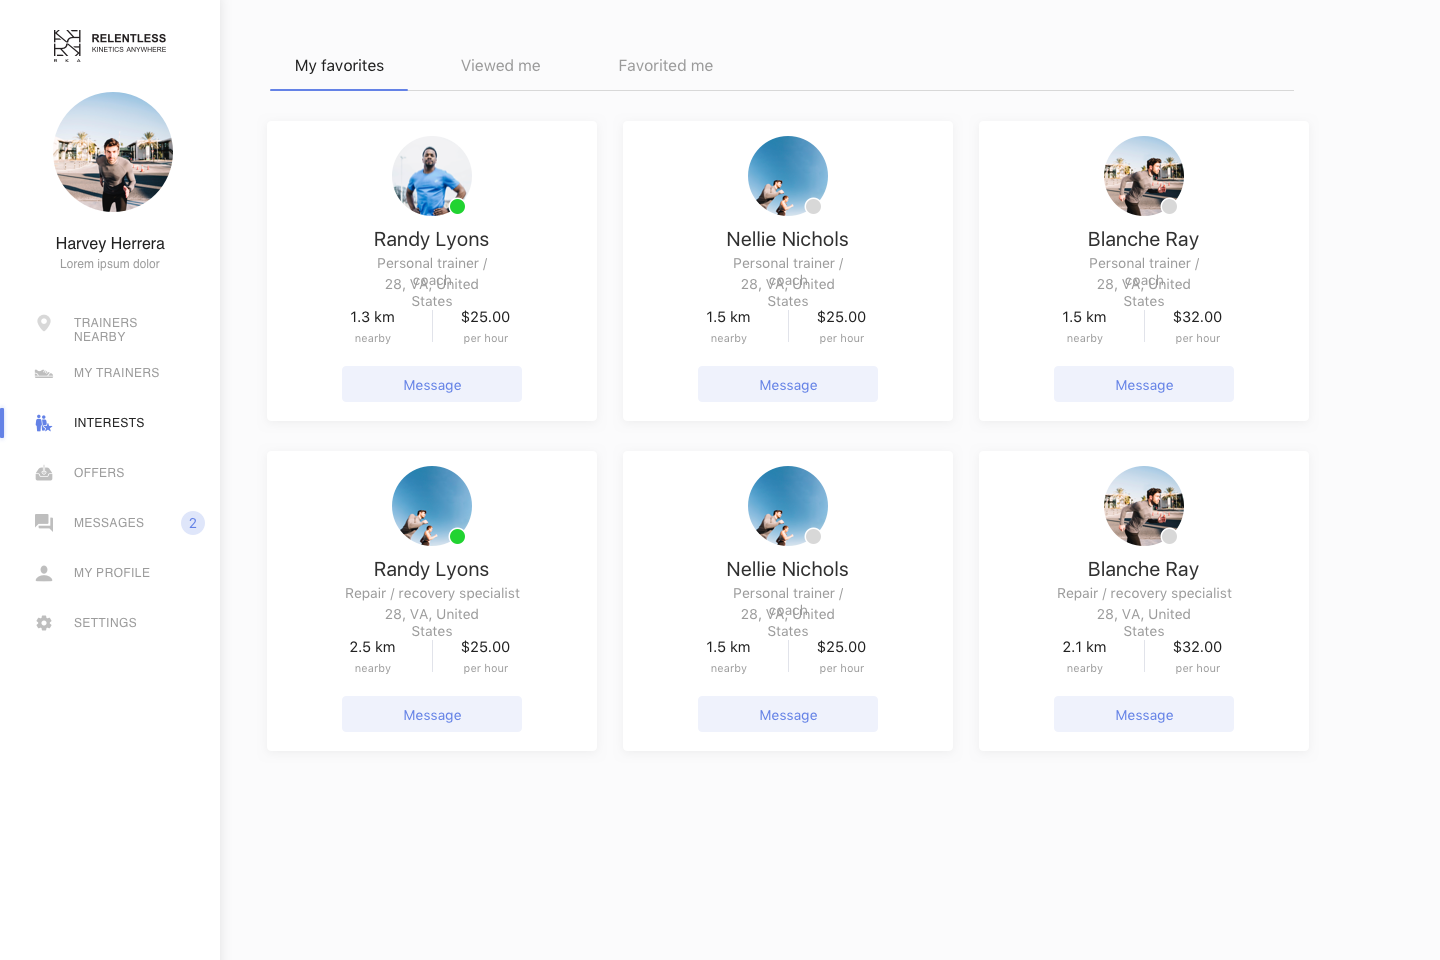 RELENTLESS
KINETICS ANYWHERE
R K A
Harvey Herrera
Lorem ipsum dolor
TRAINERS
NEARBY
MY TRAINERS
INTERESTS
OFFERS
MESSAGES 2
MY PROFILE
SETTINGS
My favorites Viewed me Favorited me
Randy Lyons
Personal trainer /
coach
28, VA, United
States
1.3 km $25.00
nearby per hour
Message
Nellie Nichols
Personal trainer /
coach
28, VA, United
States
1.5 km $25.00
nearby per hour
Message
Blanche Ray
Personal trainer /
coach
28, VA, United
States
1.5 km $32.00
nearby per hour
Message
Randy Lyons
Repair / recovery specialist
28, VA, United
States
2.5 km $25.00
nearby per hour
Message
Nellie Nichols
Personal trainer /
coach
28, VA, United
States
1.5 km $25.00
nearby per hour
Message
Blanche Ray
Repair / recovery specialist
28, VA, United
States
2.1 km $32.00
nearby per hour
Message